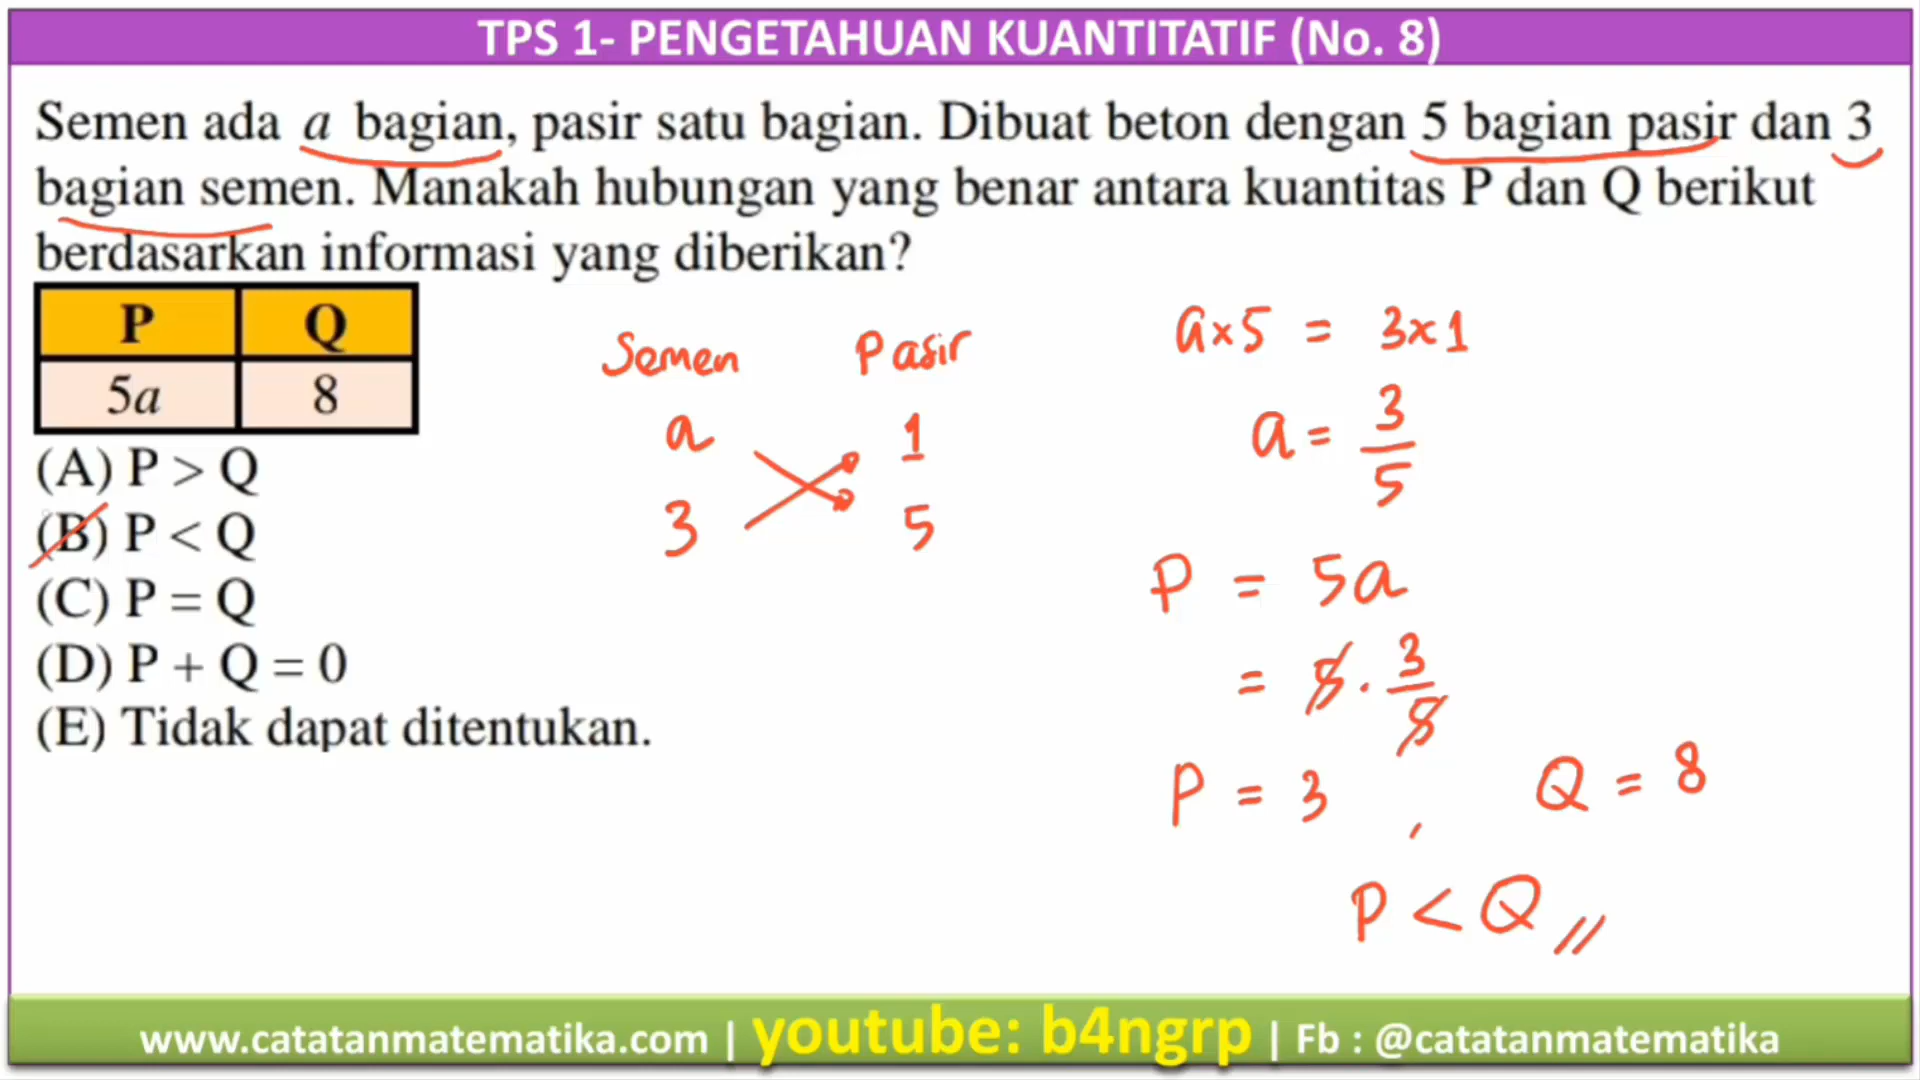 TPS 1- PENGETAHUAN KUANTITATIF (No. 8)
Semen ada a bagian, pasir satu bagian. Dibuat beton dengan 5 bagian pasir dan 3
bagian semen. Manakah hubungan yang benar antara kuantitas P dan Q berikut
berdasarkan informasi yang diberikan?
P Q
5a 8
(A) P > Q
(B) P < Q
(C) P = Q
(D) P + Q = 0
(E) Tidak dapat ditentukan.
Semen Pasir
a 1
3 5
a×5 = 3×1
a = 3/5
P = 5a
= 5 . 3/5
P = 3 , Q = 8
P < Q //
www.catatanmatematika.com | youtube: b4ngrp | Fb : @catatanmatematika